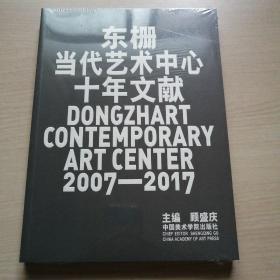 东栅
当代艺术中心
十年文献
DONGZHART
CONTEMPORARY
ART CENTER
2007—2017
主编 顾盛庆
中国美术学院出版社
CHIEF EDITOR SHENGQING GU
CHINA ACADEMY OF ART PRESS